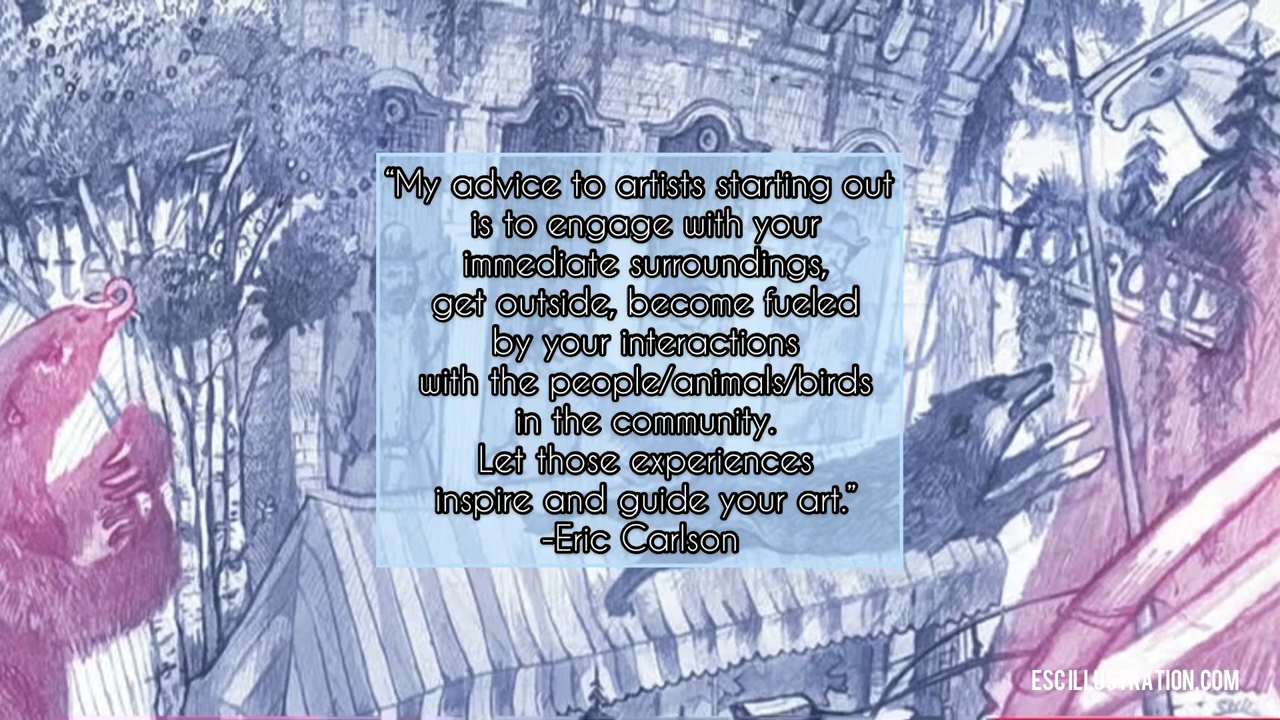 “My advice to artists starting out
is to engage with your
immediate surroundings,
get outside, become fueled
by your interactions
with the people/animals/birds
in the community.
Let those experiences
inspire and guide your art.”
-Eric Carlson
ESCILLUSTRATION.COM